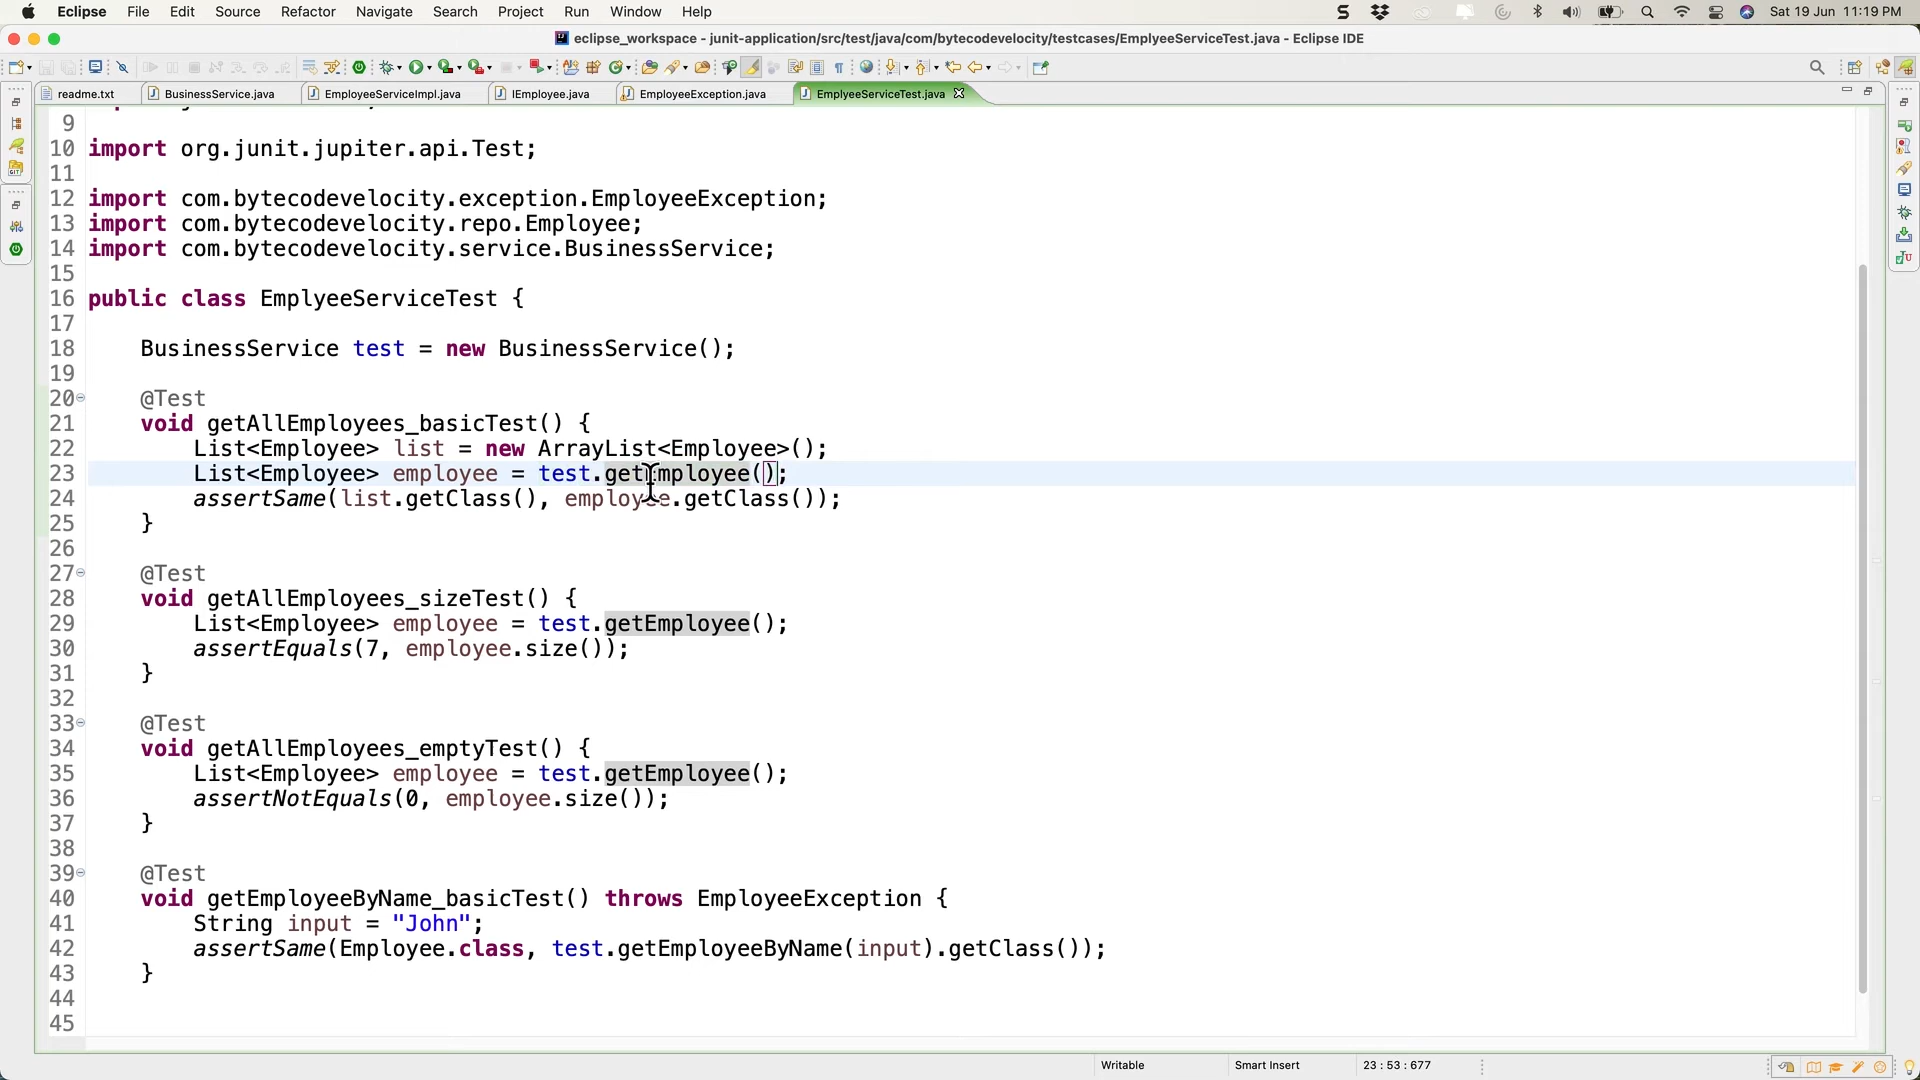 Eclipse File Edit Source Refactor Navigate Search Project Run Window Help Sat 19 Jun 11:19 PM
eclipse_workspace - junit-application/src/test/java/com/bytecodevelocity/testcases/EmplyeeServiceTest.java - Eclipse IDE
readme.txt BusinessService.java EmployeeServiceImpl.java IEmployee.java EmployeeException.java EmplyeeServiceTest.java
9
10 import org.junit.jupiter.api.Test;
11
12 import com.bytecodevelocity.exception.EmployeeException;
13 import com.bytecodevelocity.repo.Employee;
14 import com.bytecodevelocity.service.BusinessService;
15
16 public class EmplyeeServiceTest {
17
18 BusinessService test = new BusinessService();
19
20 @Test
21 void getAllEmployees_basicTest() {
22 List<Employee> list = new ArrayList<Employee>();
23 List<Employee> employee = test.getEmployee();
24 assertSame(list.getClass(), employee.getClass());
25 }
26
27 @Test
28 void getAllEmployees_sizeTest() {
29 List<Employee> employee = test.getEmployee();
30 assertEquals(7, employee.size());
31 }
32
33 @Test
34 void getAllEmployees_emptyTest() {
35 List<Employee> employee = test.getEmployee();
36 assertNotEquals(0, employee.size());
37 }
38
39 @Test
40 void getEmployeeByName_basicTest() throws EmployeeException {
41 String input = "John";
42 assertSame(Employee.class, test.getEmployeeByName(input).getClass());
43 }
44
45
Writable Smart Insert 23 : 53 : 677